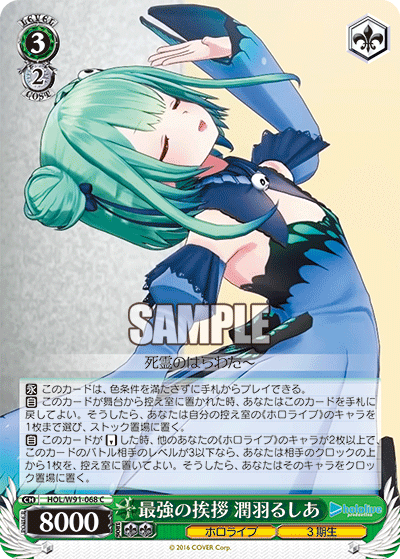 LEVEL
3
2
COST
SAMPLE
死霊のはらわた～
永 このカードは、色条件を満たさずに手札からプレイできる。
自 このカードが舞台から控え室に置かれた時、あなたはこのカードを手札に
戻してよい。そうしたら、あなたは自分の控え室の《ホロライブ》のキャラを
1枚まで選び、ストック置場に置く。
自 このカードがアタックした時、他のあなたの《ホロライブ》のキャラが2枚以上で、
このカードのバトル相手のレベルが3以下なら、あなたは相手のクロックの上
から1枚を、控え室に置いてよい。そうしたら、あなたはそのキャラをクロッ
ク置場に置く。
CH HOL/W91-068 C
8000
最強の挨拶 潤羽るしあ
hololive
ホロライブ
3期生
© 2016 COVER Corp.